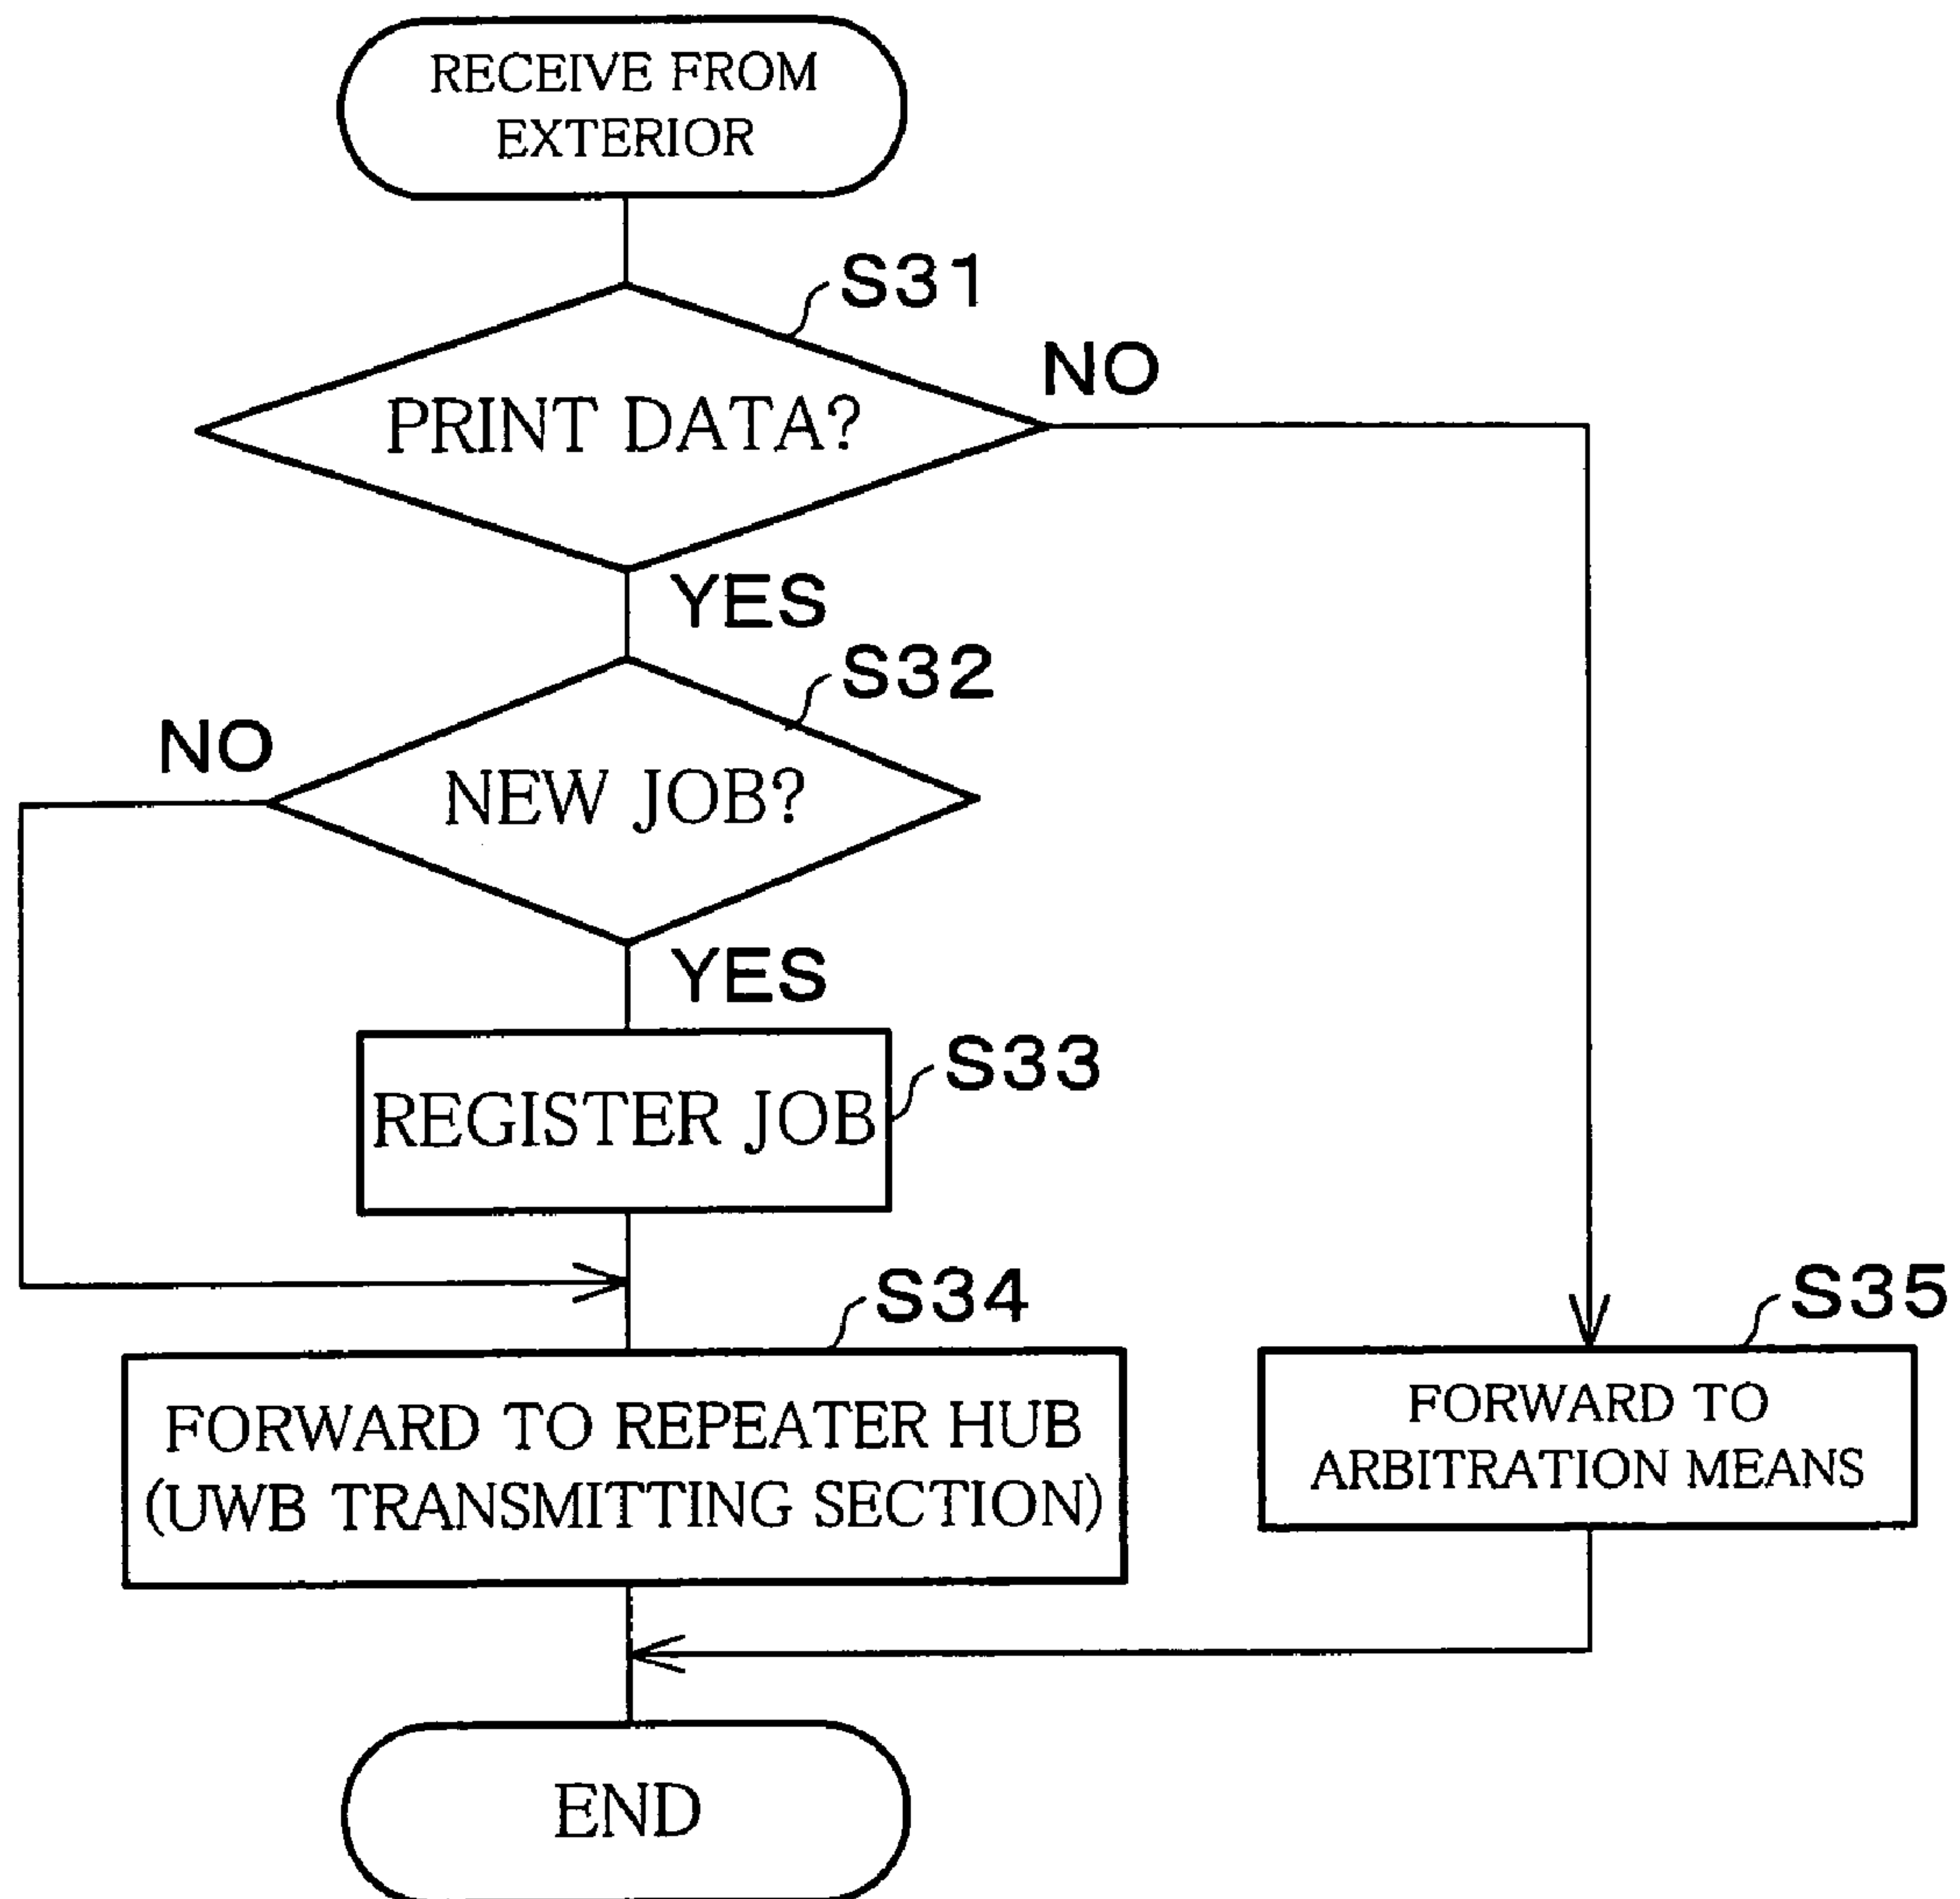 RECEIVE FROM
EXTERIOR
S31
PRINT DATA?
NO
YES
S32
NO
NEW JOB?
YES
S33
REGISTER JOB
S34
S35
FORWARD TO REPEATER HUB
(UWB TRANSMITTING SECTION)
FORWARD TO
ARBITRATION MEANS
END